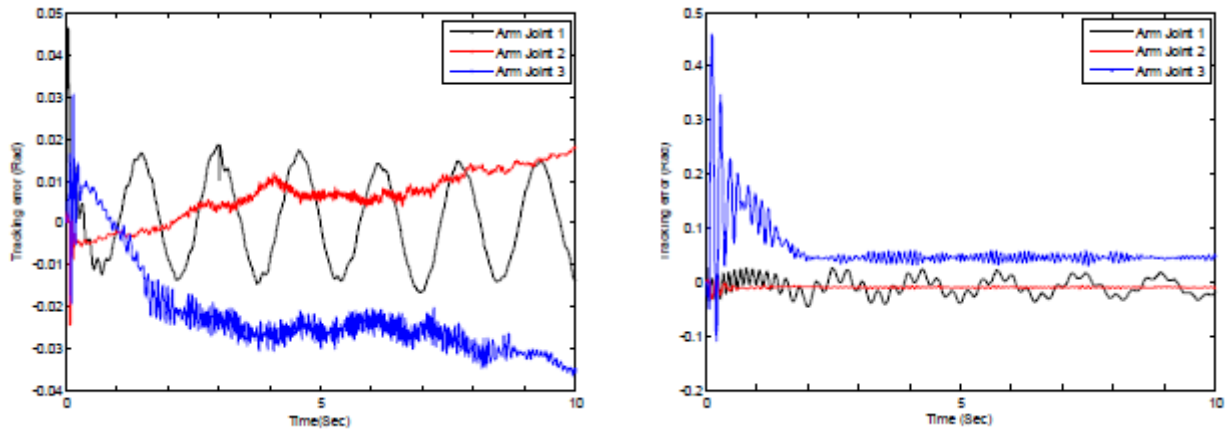 0.05
0.04
0.03
0.02
0.01
0
-0.01
-0.02
-0.03
-0.04
Tracking error (Rad)
Arm Joint 1
Arm Joint 2
Arm Joint 3
0
5
10
Time(Sec)
0.5
0.4
0.3
0.2
0.1
0
-0.1
-0.2
Tracking error (Rad)
Arm Joint 1
Arm Joint 2
Arm Joint 3
0
5
10
Time (Sec)